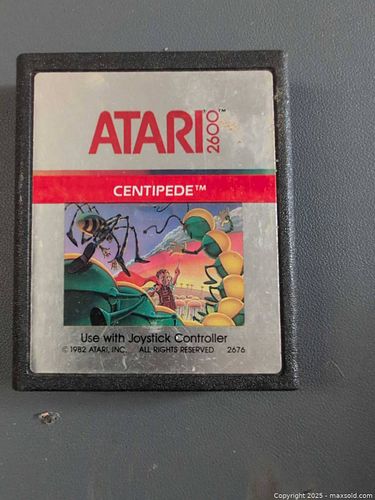 ATARI 2600™
CENTIPEDE™
Use with Joystick Controller
© 1982 ATARI, INC. ALL RIGHTS RESERVED 2676
Copyright 2025 - maxsold.com